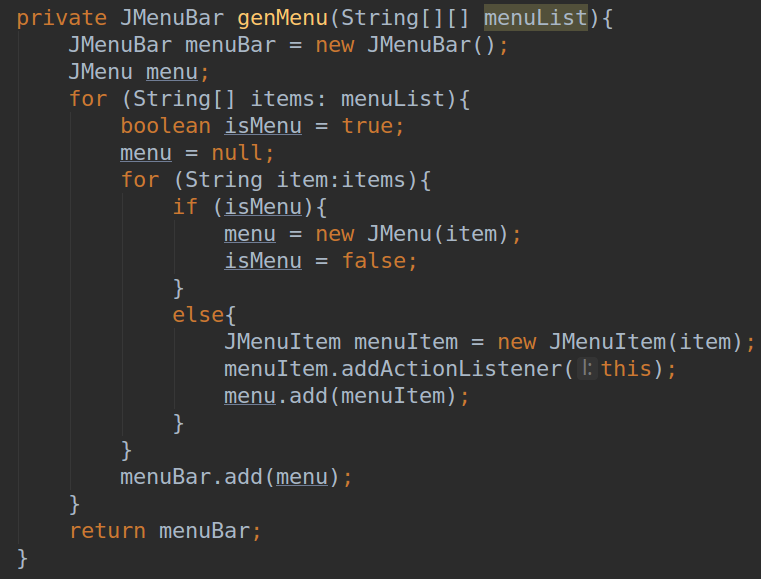 private JMenuBar genMenu(String[][] menuList){
    JMenuBar menuBar = new JMenuBar();
    JMenu menu;
    for (String[] items: menuList){
        boolean isMenu = true;
        menu = null;
        for (String item:items){
            if (isMenu){
                menu = new JMenu(item);
                isMenu = false;
            }
            else{
                JMenuItem menuItem = new JMenuItem(item);
                menuItem.addActionListener(l: this);
                menu.add(menuItem);
            }
        }
        menuBar.add(menu);
    }
    return menuBar;
}